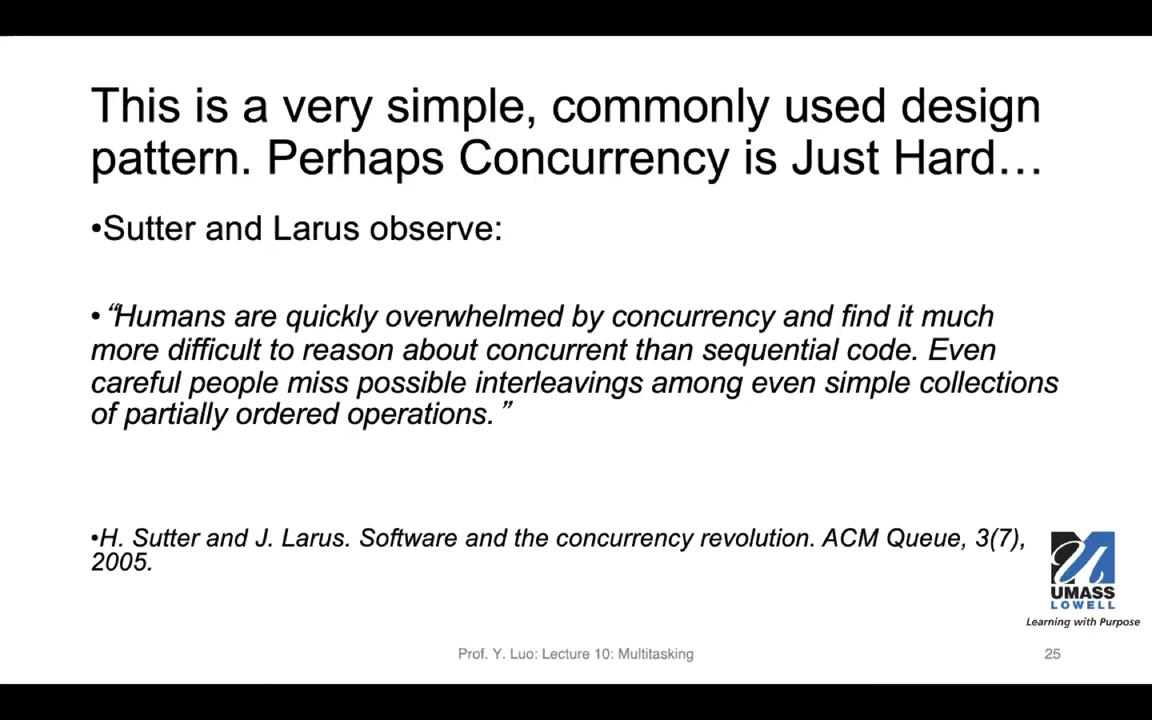 This is a very simple, commonly used design
pattern. Perhaps Concurrency is Just Hard…
•Sutter and Larus observe:
• “Humans are quickly overwhelmed by concurrency and find it much
more difficult to reason about concurrent than sequential code. Even
careful people miss possible interleavings among even simple collections
of partially ordered operations.”
•H. Sutter and J. Larus. Software and the concurrency revolution. ACM Queue, 3(7),
2005.
UMASS
LOWELL
Learning with Purpose
Prof. Y. Luo: Lecture 10: Multitasking
25